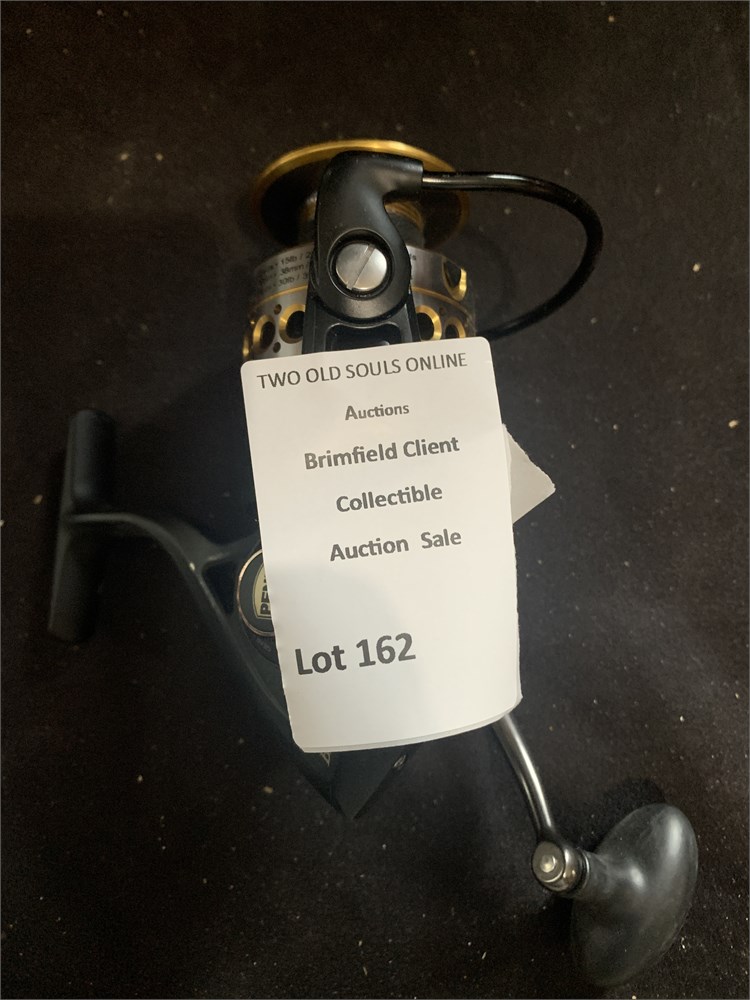 TWO OLD SOULS ONLINE
Auctions
Brimfield Client
Collectible
Auction Sale
Lot 162